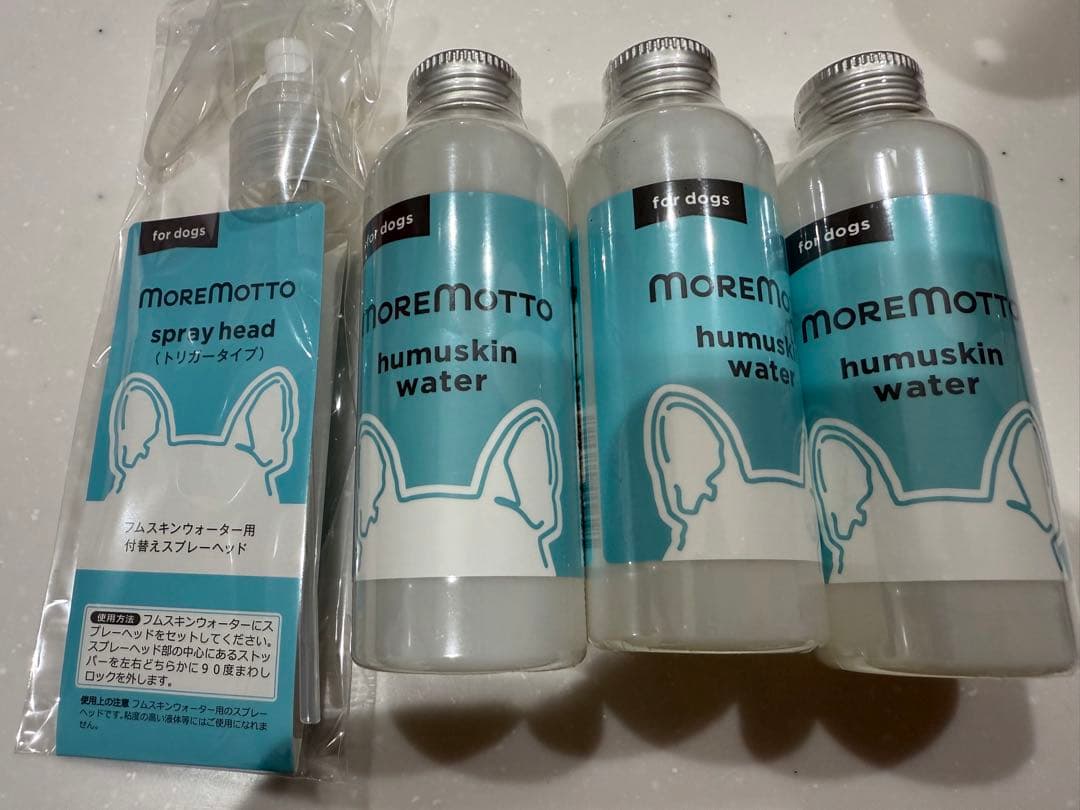 for dogs
MOREMOTTO
spray head
(トリガータイプ)
フムスキンウォーター用
付替えスプレーヘッド
使用方法 フムスキンウォーターにス
プレーヘッドをセットしてください。
スプレーヘッド部の中心にあるストッ
パーを左右どちらかに90度まわし
ロックを外します。
使用上の注意 フムスキンウォーター用のスプレー
ヘッドです。粘度の高い液体等にはご使用になれま
せん。
for dogs
MOREMOTTO
humuskin
water
for dogs
MOREMO
humuski
water
for dogs
MOREMOTTO
humuskin
water